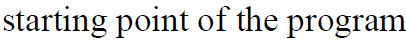 starting point of the program